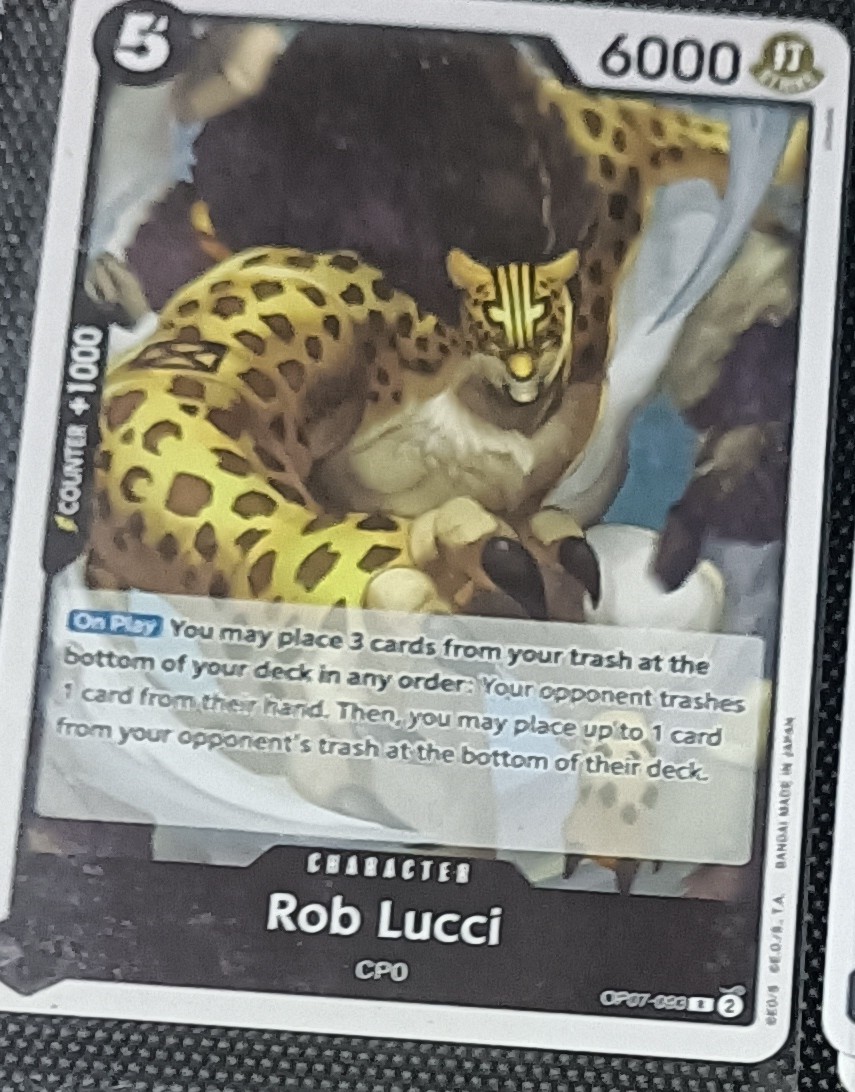 5
6000
打
COUNTER +1000
On Play You may place 3 cards from your trash at the
bottom of your deck in any order: Your opponent trashes
1 card from their hand. Then, you may place up to 1 card
from your opponent's trash at the bottom of their deck.
CHARACTER
Rob Lucci
CP0
R 2
©E.O./S. ©E.O./S., T.A. BANDAI MADE IN JAPAN